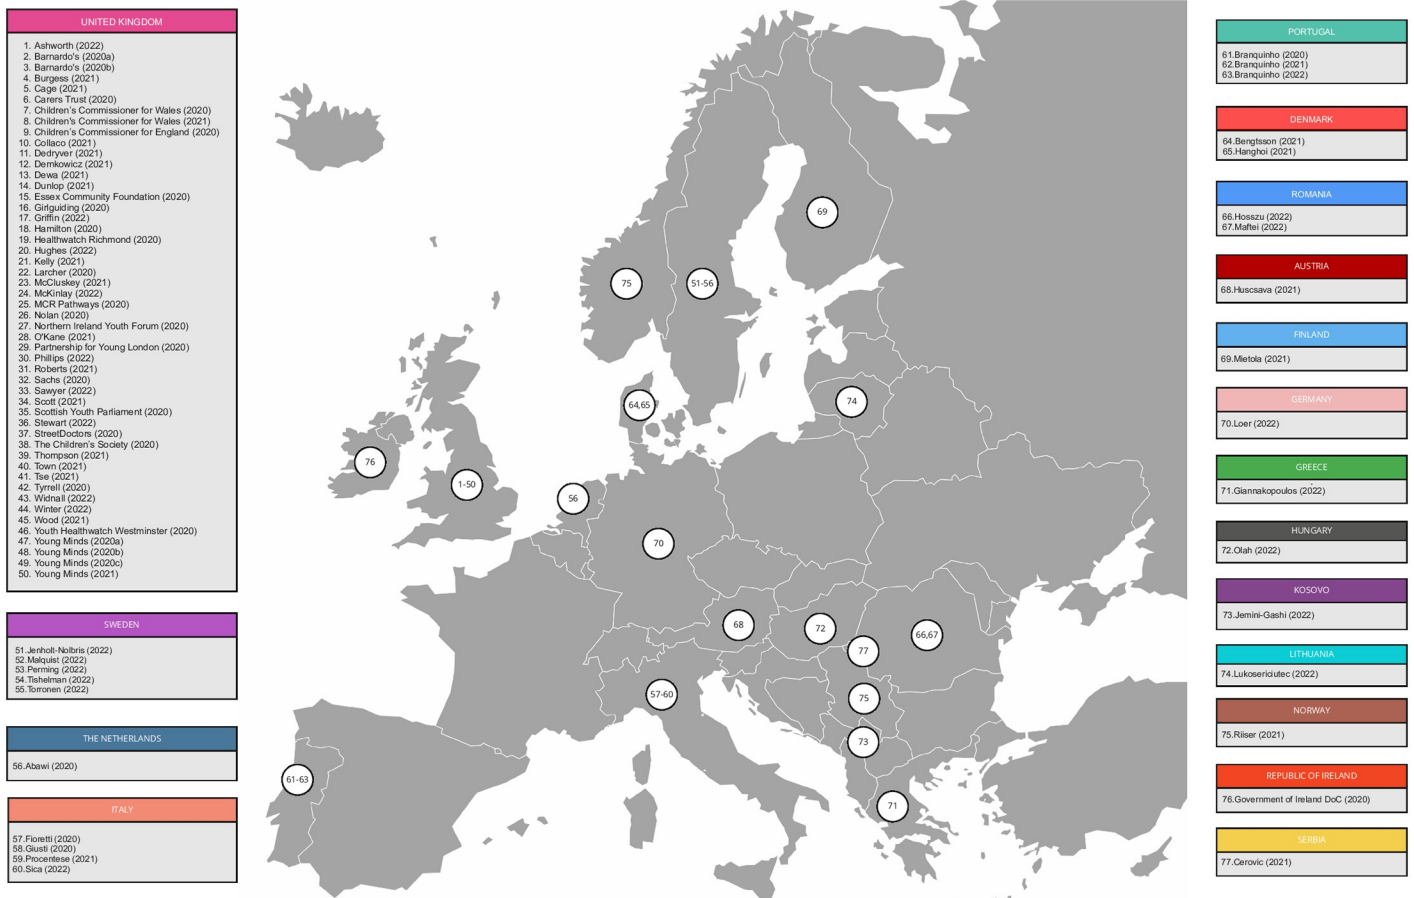 UNITED KINGDOM
1. Ashworth (2022)
2. Barnardo's (2020a)
3. Barnardo's (2020b)
4. Burgess (2021)
5. Cage (2021)
6. Carers Trust (2020)
7. Children's Commissioner for Wales (2020)
8. Children's Commissioner for Wales (2021)
9. Children's Commissioner for England (2020)
10. Collaco (2021)
11. Dedryver (2021)
12. Demkowicz (2021)
13. Dewa (2021)
14. Dunlop (2021)
15. Essex Community Foundation (2020)
16. Girlguiding (2020)
17. Griffin (2022)
18. Hamilton (2020)
19. Healthwatch Richmond (2020)
20. Hughes (2022)
21. Kelly (2021)
22. Larcher (2020)
23. McCluskey (2021)
24. McKinlay (2022)
25. MCR Pathways (2020)
26. Nolan (2020)
27. Northern Ireland Youth Forum (2020)
28. O'Kane (2021)
29. Partnership for Young London (2020)
30. Phillips (2022)
31. Roberts (2021)
32. Sachs (2020)
33. Sawyer (2022)
34. Scott (2021)
35. Scottish Youth Parliament (2020)
36. Stewart (2022)
37. StreetDoctors (2020)
38. The Children's Society (2020)
39. Thompson (2021)
40. Town (2021)
41. Tse (2021)
42. Tyrrell (2020)
43. Widnall (2022)
44. Winter (2022)
45. Wood (2021)
46. Youth Healthwatch Westminster (2020)
47. Young Minds (2020a)
48. Young Minds (2020b)
49. Young Minds (2020c)
50. Young Minds (2021)
SWEDEN
51.Jenholt-Nolbris (2022)
52.Malquist (2022)
53.Perming (2022)
54.Tishelman (2022)
55.Torronen (2022)
THE NETHERLANDS
56.Abawi (2020)
ITALY
57.Fioretti (2020)
58.Giusti (2020)
59.Procentese (2021)
60.Sica (2022)
69
75
51-56
64,65
74
76
1-50
56
70
68
72
66,67
77
57-60
75
73
61-63
71
PORTUGAL
61.Branquinho (2020)
62.Branquinho (2021)
63.Branquinho (2022)
DENMARK
64.Bengtsson (2021)
65.Hanghoi (2021)
ROMANIA
66.Hosszu (2022)
67.Maftei (2022)
AUSTRIA
68.Huscsava (2021)
FINLAND
69.Mietola (2021)
GERMANY
70.Loer (2022)
GREECE
71.Giannakopoulos (2022)
HUNGARY
72.Olah (2022)
KOSOVO
73.Jemini-Gashi (2022)
LITHUANIA
74.Lukosericiutec (2022)
NORWAY
75.Riiser (2021)
REPUBLIC OF IRELAND
76.Government of Ireland DoC (2020)
SERBIA
77.Cerovic (2021)